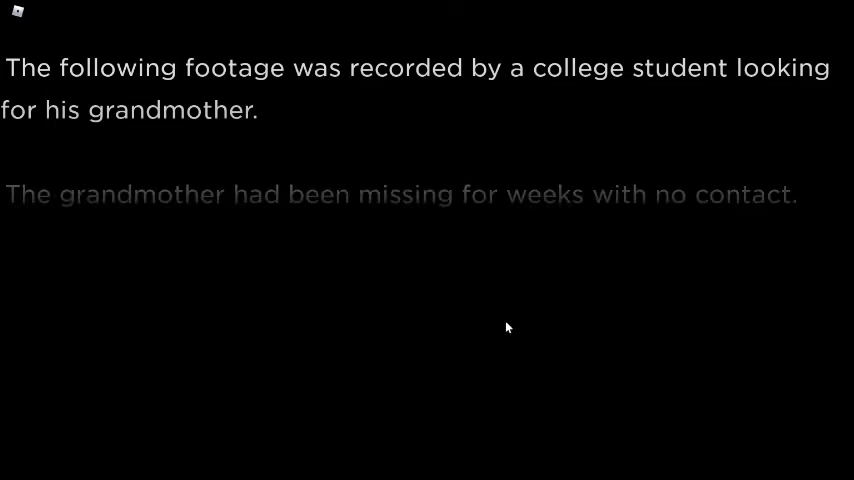 The following footage was recorded by a college student looking
for his grandmother.
The grandmother had been missing for weeks with no contact.